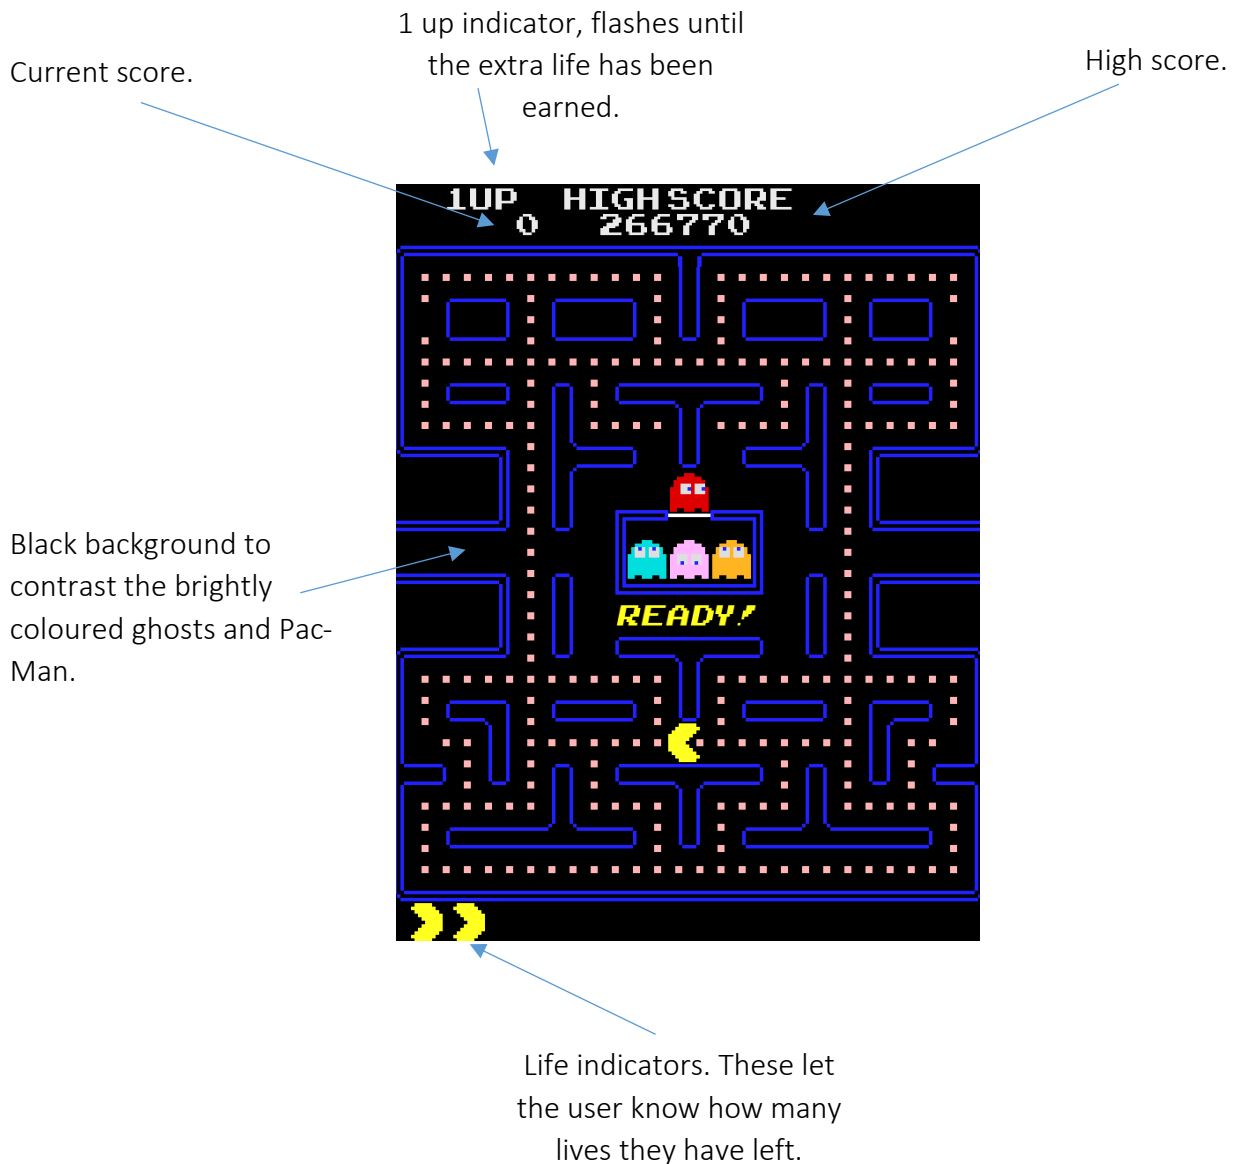 1 up indicator, flashes until
the extra life has been
earned.
Current score.
High score.
1UP HIGH SCORE
0 266770
Black background to
contrast the brightly
coloured ghosts and Pac-
Man.
READY!
Life indicators. These let
the user know how many
lives they have left.